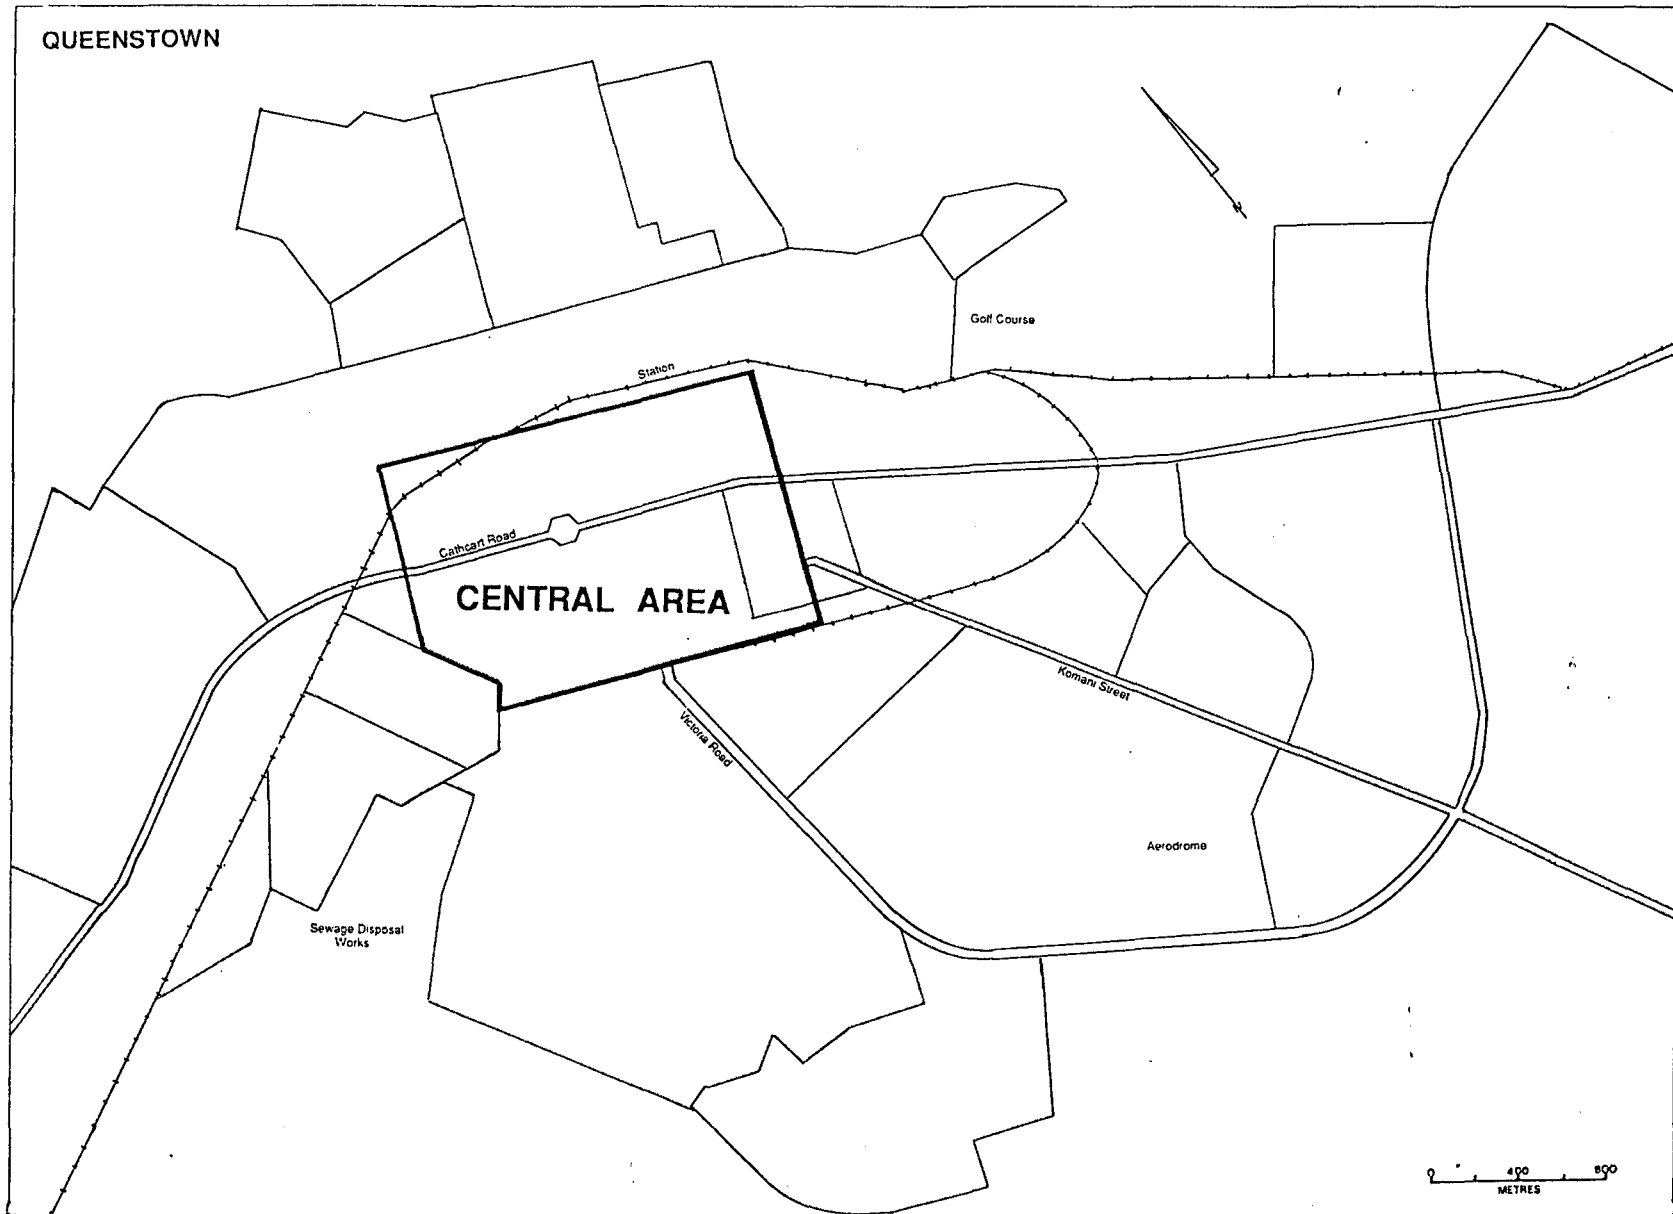 QUEENSTOWN
N
Golf Course
Station
Cathcart Road
CENTRAL AREA
Komani Street
Victoria Road
Aerodrome
Sewage Disposal
Works
0 400 800
METRES